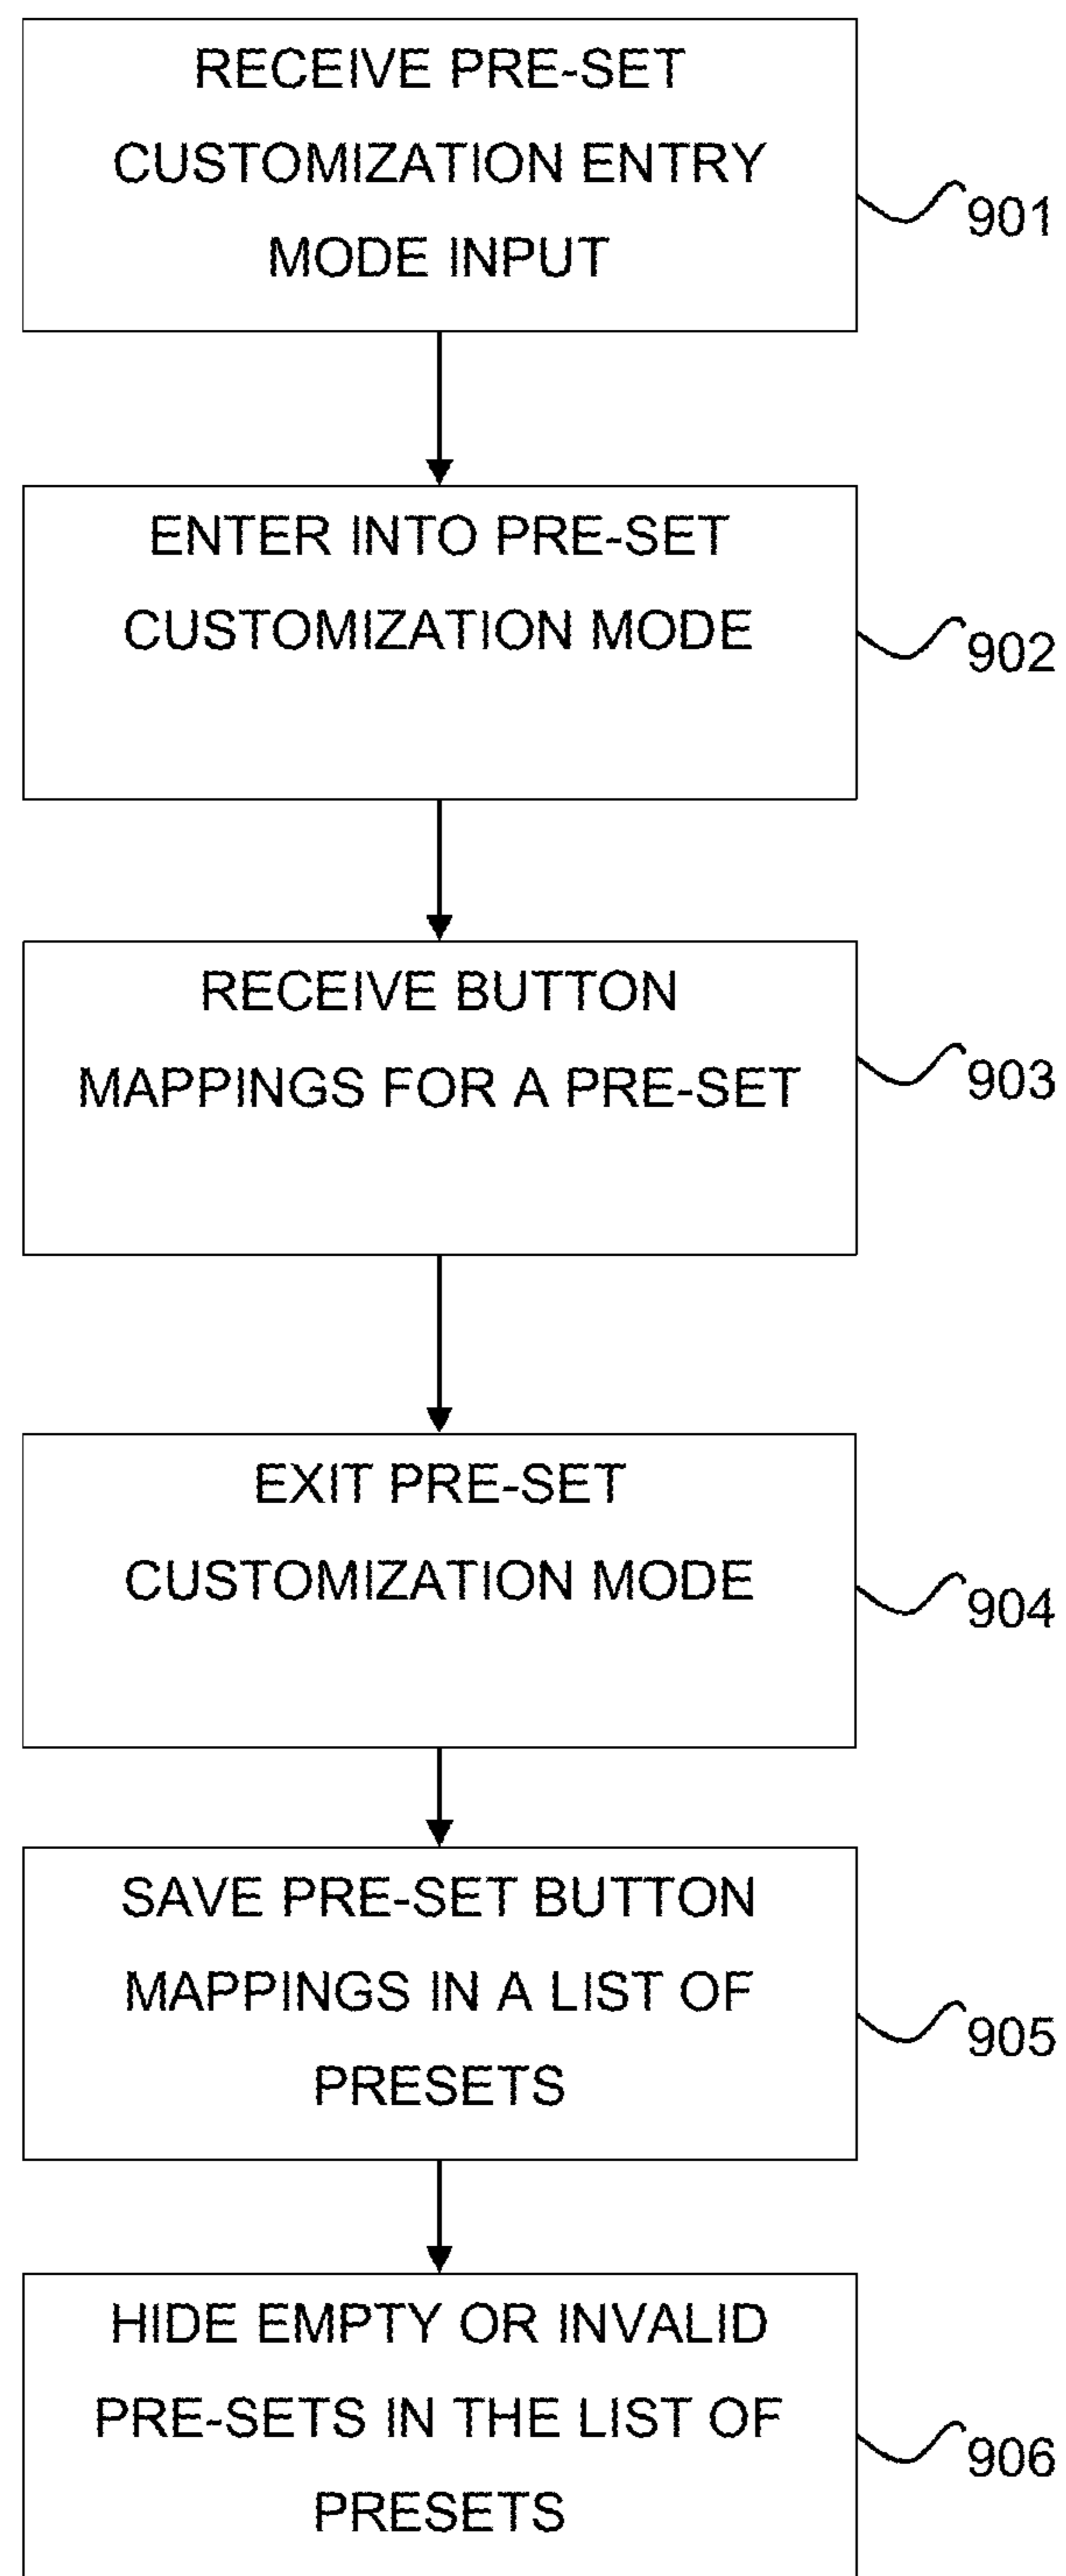 RECEIVE PRE-SET
CUSTOMIZATION ENTRY
MODE INPUT
901
ENTER INTO PRE-SET
CUSTOMIZATION MODE
902
RECEIVE BUTTON
MAPPINGS FOR A PRE-SET
903
EXIT PRE-SET
CUSTOMIZATION MODE
904
SAVE PRE-SET BUTTON
MAPPINGS IN A LIST OF
PRESETS
905
HIDE EMPTY OR INVALID
PRE-SETS IN THE LIST OF
PRESETS
906